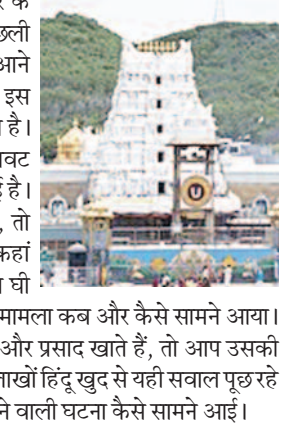 र के
छली
आने
इस
है।
वट
ई है।
, तो
कहां
घी
मामला कब और कैसे सामने आया।
और प्रसाद खाते हैं, तो आप उसकी
लाखों हिंदू खुद से यही सवाल पूछ रहे
ने वाली घटना कैसे सामने आई।